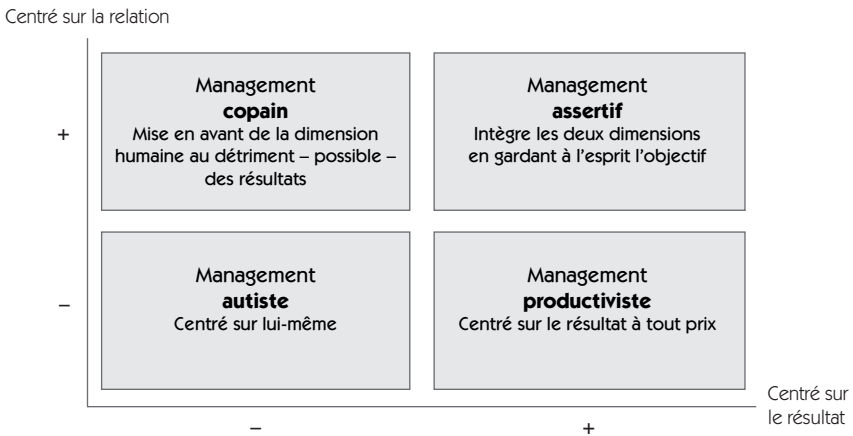 Centré sur la relation
+
Management
copain
Mise en avant de la dimension
humaine au détriment – possible –
des résultats
Management
assertif
Intègre les deux dimensions
en gardant à l’esprit l’objectif
–
Management
autiste
Centré sur lui-même
Management
productiviste
Centré sur le résultat à tout prix
Centré sur
le résultat
–
+